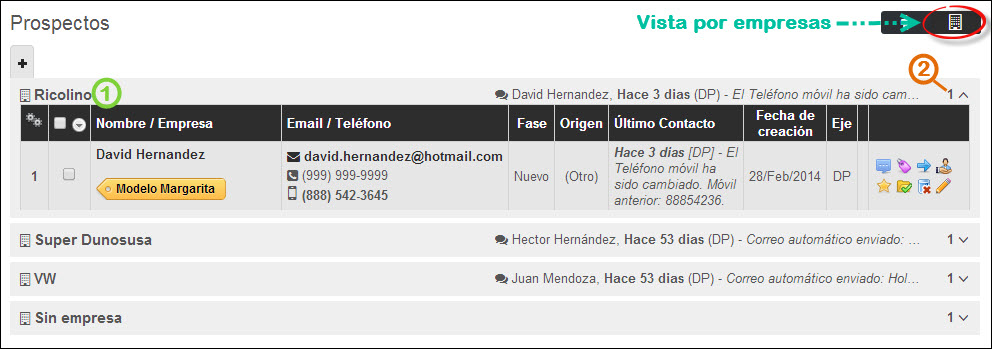 Prospectos
Vista por empresas
+
2
Ricolino 1
David Hernandez, Hace 3 dias (DP) - El Teléfono móvil ha sido cam… 1
Nombre / Empresa Email / Teléfono Fase Origen Último Contacto Fecha de creación Eje
1
David Hernandez
Modelo Margarita
david.hernandez@hotmail.com
(999) 999-9999
(888) 542-3645
Nuevo
(Otro)
Hace 3 dias [DP] - El
Teléfono móvil ha
sido cambiado. Móvil
anterior: 88854236.
28/Feb/2014
DP
Super Dunosusa Hector Hernández, Hace 53 dias (DP) - Correo automático enviado: … 1
VW Juan Mendoza, Hace 53 dias (DP) - Correo automático enviado: Hol… 1
Sin empresa 1